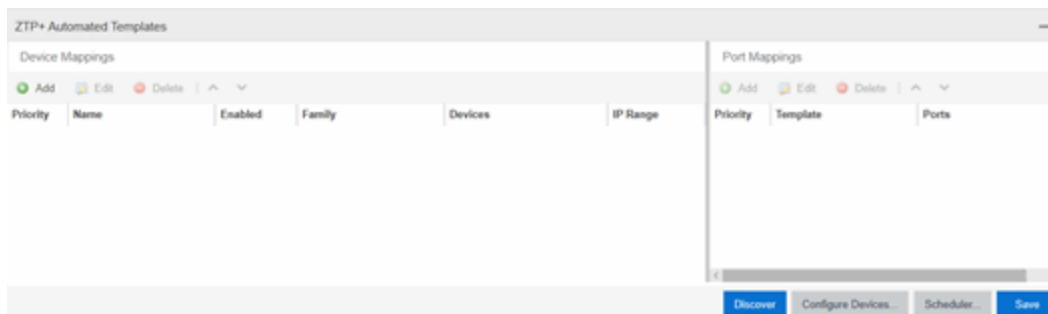 ZTP+ Automated Templates
Device Mappings
Port Mappings
Add Edit Delete
Add Edit Delete
Priority Name Enabled Family Devices IP Range
Priority Template Ports
Discover Configure Devices... Scheduler... Save